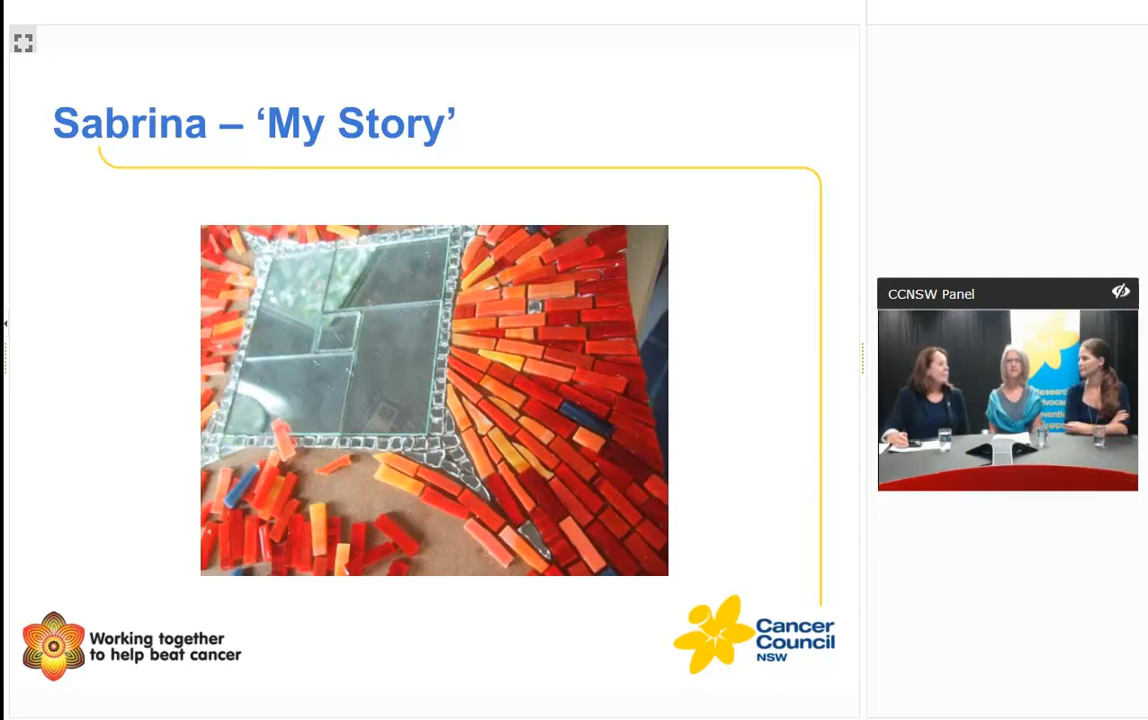 Sabrina – ‘My Story’
CCNSW Panel
Working together
to help beat cancer
Cancer
Council
NSW